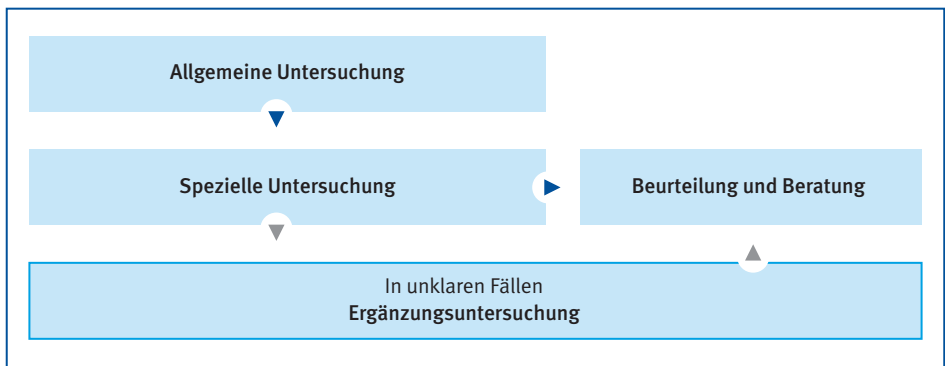 Allgemeine Untersuchung
Spezielle Untersuchung
Beurteilung und Beratung
In unklaren Fällen
Ergänzungsuntersuchung